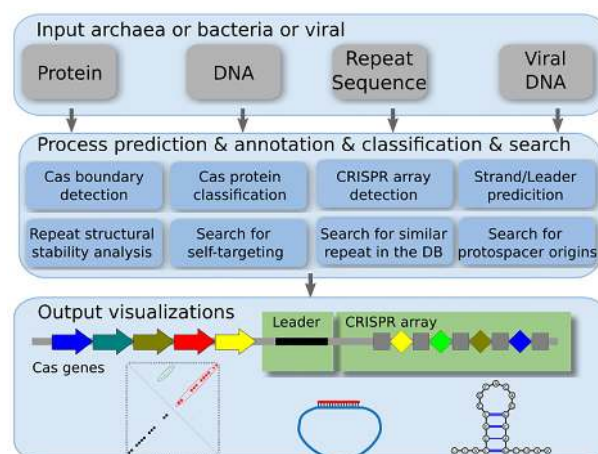 Input archaea or bacteria or viral
Protein
DNA
Repeat
Sequence
Viral
DNA
Process prediction & annotation & classification & search
Cas boundary
detection
Cas protein
classification
CRISPR array
detection
Strand/Leader
predicition
Repeat structural
stability analysis
Search for
self-targeting
Search for similar
repeat in the DB
Search for
protospacer origins
Output visualizations
Leader
CRISPR array
Cas genes